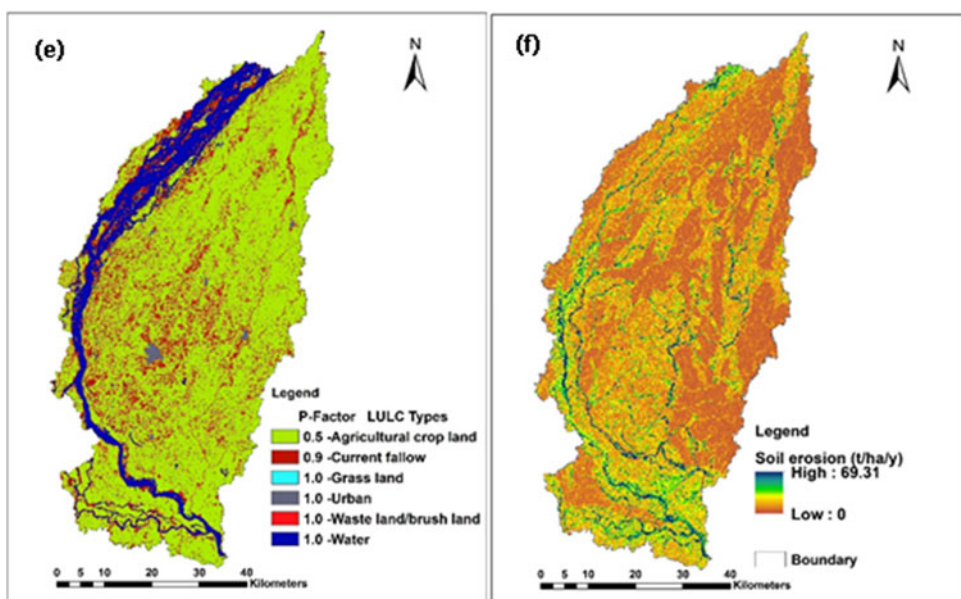 (e)
N
Legend
P-Factor LULC Types
0.5 -Agricultural crop land
0.9 -Current fallow
1.0 -Grass land
1.0 -Urban
1.0 -Waste land/brush land
1.0 -Water
0 5 10 20 30 40
Kilometers
(f)
N
Legend
Soil erosion (t/ha/y)
High : 69.31
Low : 0
Boundary
0 5 10 20 30 40
Kilometers